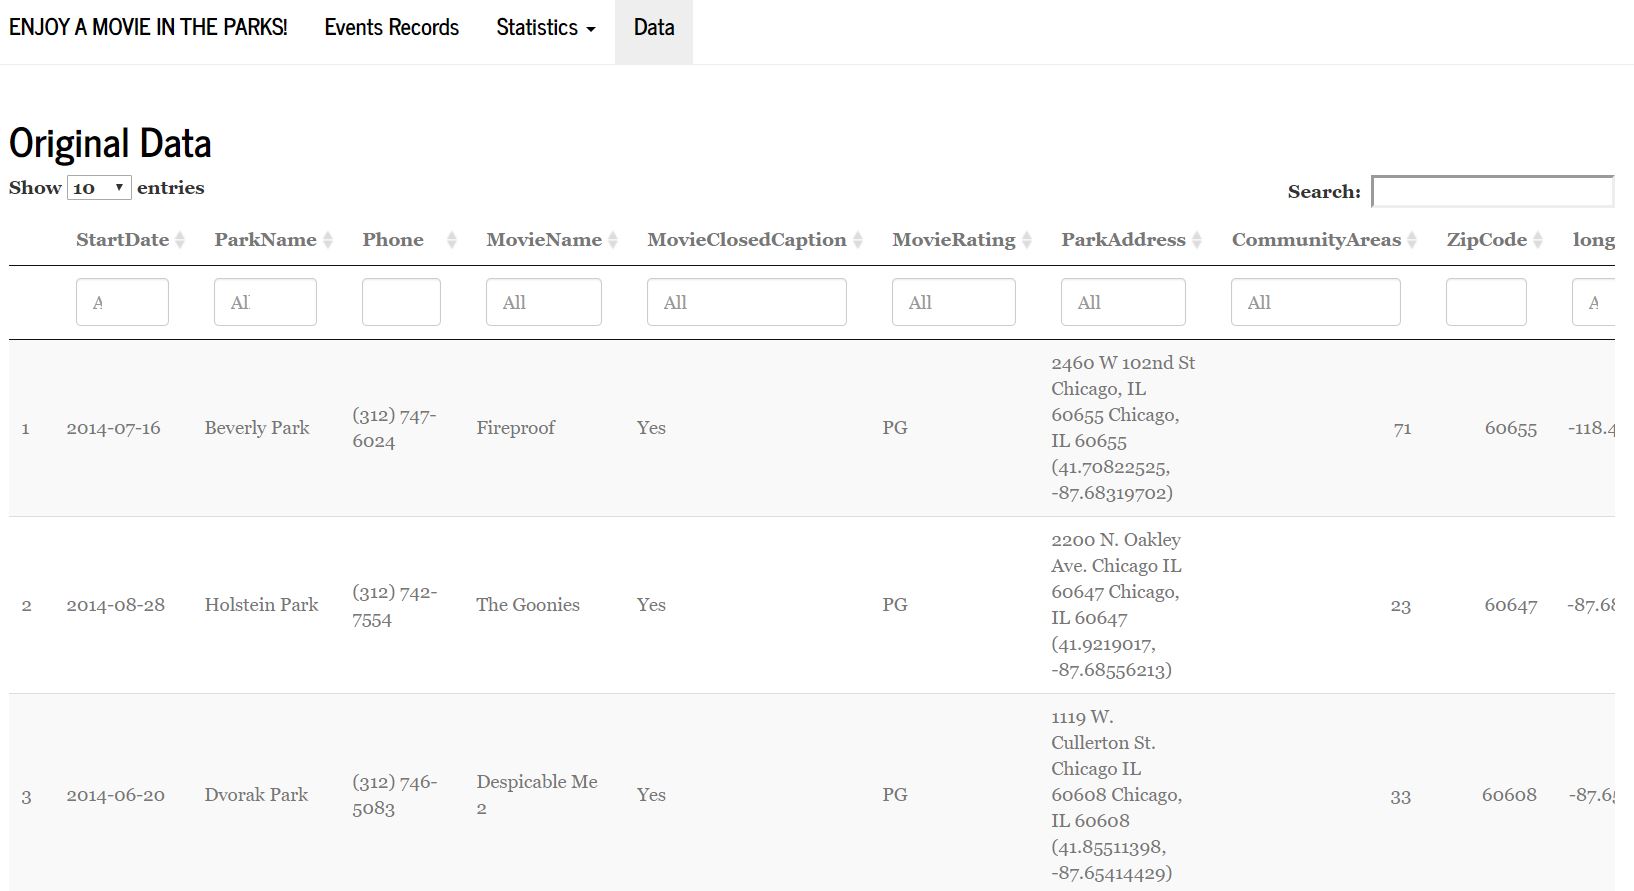 ENJOY A MOVIE IN THE PARKS! Events Records Statistics Data
Original Data
Show 10 entries
Search:
StartDate ParkName Phone MovieName MovieClosedCaption MovieRating ParkAddress CommunityAreas ZipCode long
A All All All All All All A
2460 W 102nd St
Chicago, IL
60655 Chicago,
1 2014-07-16 Beverly Park (312) 747-6024 Fireproof Yes PG IL 60655 71 60655 -118.4
(41.70822525,
-87.68319702)
2200 N. Oakley
Ave. Chicago IL
60647 Chicago,
2 2014-08-28 Holstein Park (312) 742-7554 The Goonies Yes PG IL 60647 23 60647 -87.68
(41.9219017,
-87.68556213)
1119 W.
Cullerton St.
Chicago IL
60608 Chicago,
3 2014-06-20 Dvorak Park (312) 746-5083 Despicable Me 2 Yes PG IL 60608 33 60608 -87.65
(41.85511398,
-87.65414429)